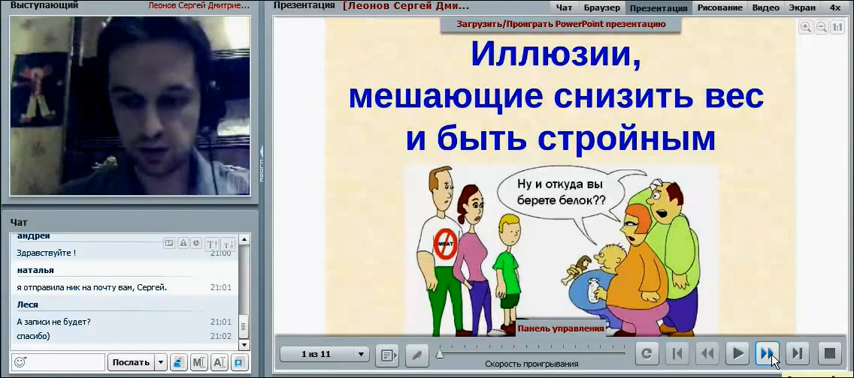 Выступающий
Леонов Сергей Дмитрие...
Чат
андрей
Здравствуйте !
21:00
наталья
я отправила ник на почту вам, Сергей.
21:01
Леся
А записи не будет?
21:01
спасибо)
21:02
Послать
Презентация
[Леонов Сергей Дми...
Чат
Браузер
Презентация
Рисование
Видео
Экран
4x
Загрузить/Проиграть PowerPoint презентацию
1:1
Иллюзии,
мешающие снизить вес
и быть стройным
Ну и откуда вы
берете белок??
MEAT
Панель управления
1 из 11
Скорость проигрывания